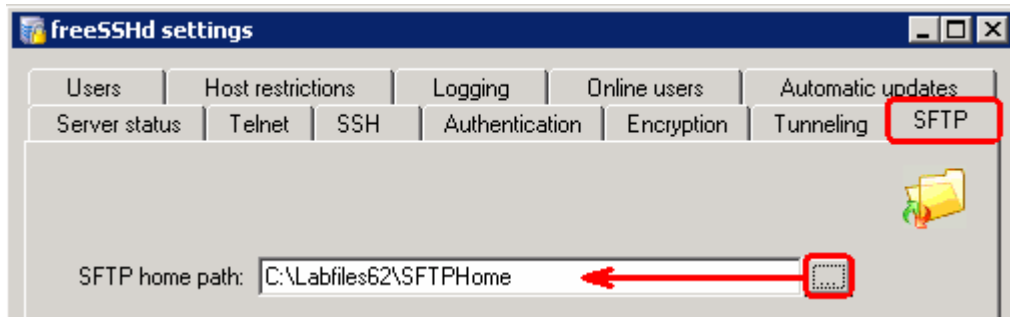 freeSSHd settings
Users Host restrictions Logging Online users Automatic updates
Server status Telnet SSH Authentication Encryption Tunneling SFTP
SFTP home path: C:\Labfiles62\SFTPHome ...